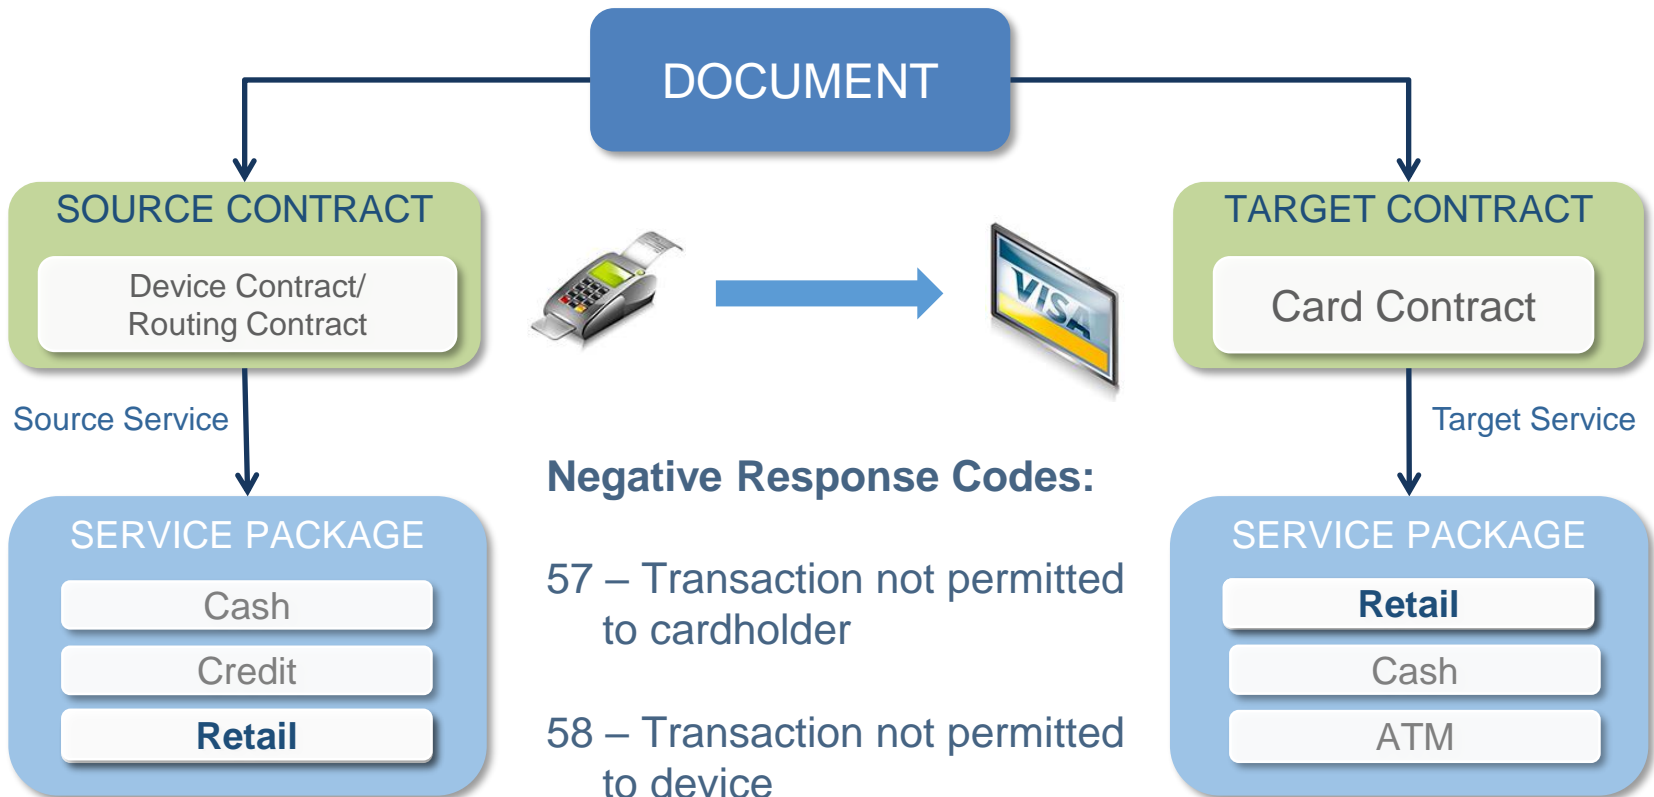 DOCUMENT
SOURCE CONTRACT
Device Contract/
Routing Contract
TARGET CONTRACT
Card Contract
VISA
Source Service
Target Service
SERVICE PACKAGE
Cash
Credit
Retail
Negative Response Codes:
57 – Transaction not permitted
to cardholder
58 – Transaction not permitted
to device
SERVICE PACKAGE
Retail
Cash
ATM